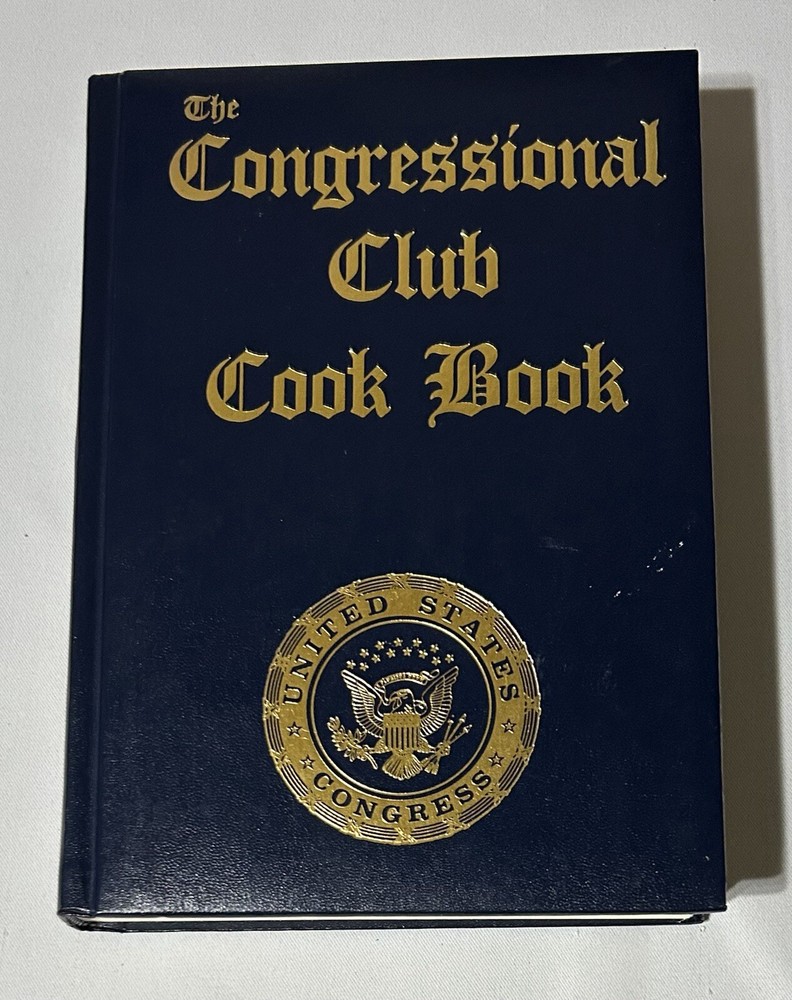 The
Congressional
Club
Cook Book
UNITED STATES
CONGRESS